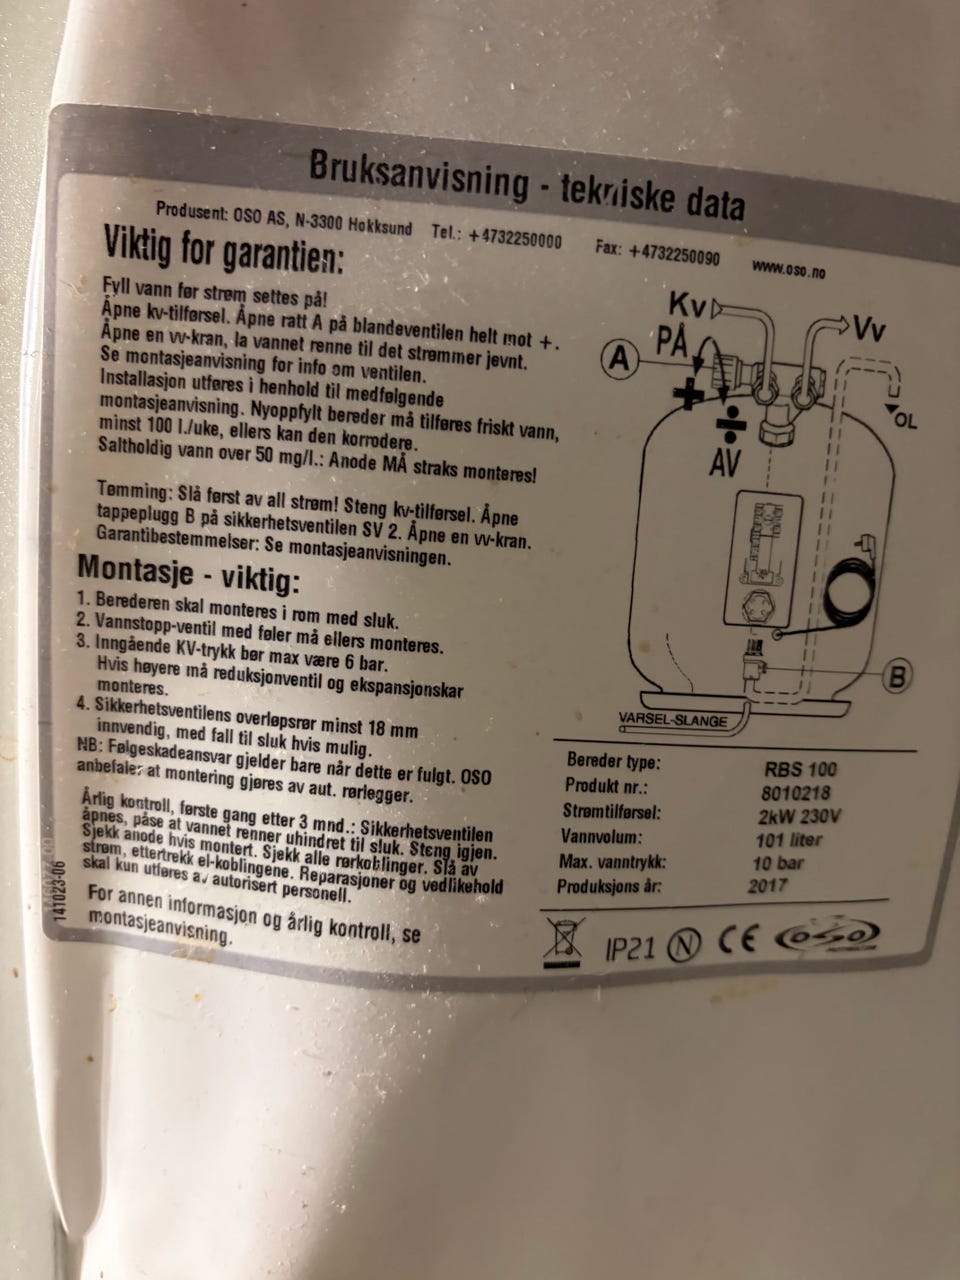 Bruksanvisning - tekniske data
Produsent: OSO AS, N-3300 Hokksund Tel.: +4732250000 Fax: +4732250090 www.oso.no
Viktig for garantien:
Fyll vann før strøm settes på!
Åpne kv-tilførsel. Åpne ratt A på blandeventilen helt mot +.
Åpne en vv-kran, la vannet renne til det strømmer jevnt.
Se montasjeanvisning for info om ventilen.
Installasjon utføres i henhold til medfølgende
montasjeanvisning. Nyoppfylt bereder må tilføres friskt vann,
minst 100 l./uke, ellers kan den korrodere.
Saltholdig vann over 50 mg/l.: Anode MÅ straks monteres!
Tømming: Slå først av all strøm! Steng kv-tilførsel. Åpne
tappeplugg B på sikkerhetsventilen SV 2. Åpne en vv-kran.
Garantibestemmelser: Se montasjeanvisningen.
Montasje - viktig:
1. Berederen skal monteres i rom med sluk.
2. Vannstopp-ventil med føler må ellers monteres.
3. Inngående KV-trykk bør max være 6 bar.
Hvis høyere må reduksjonventil og ekspansjonskar
monteres.
4. Sikkerhetsventilens overløpsrør minst 18 mm
innvendig, med fall til sluk hvis mulig.
NB: Følgeskadeansvar gjelder bare når dette er fulgt. OSO
anbefaler at montering gjøres av aut. rørlegger.
Årlig kontroll, første gang etter 3 mnd.: Sikkerhetsventilen
åpnes, påse at vannet renner uhindret til sluk. Steng igjen.
Sjekk anode hvis montert. Sjekk alle rørkoblinger. Slå av
strøm, ettertrekk el-koblingene. Reparasjoner og vedlikehold
skal kun utføres av autorisert personell.
For annen informasjon og årlig kontroll, se
montasjeanvisning.
141023-06
Kv
Vv
PÅ
A
+
÷
AV
OL
B
VARSEL-SLANGE
Bereder type: RBS 100
Produkt nr.: 8010218
Strømtilførsel: 2kW 230V
Vannvolum: 101 liter
Max. vanntrykk: 10 bar
Produksjons år: 2017
IP21 N CE OSO